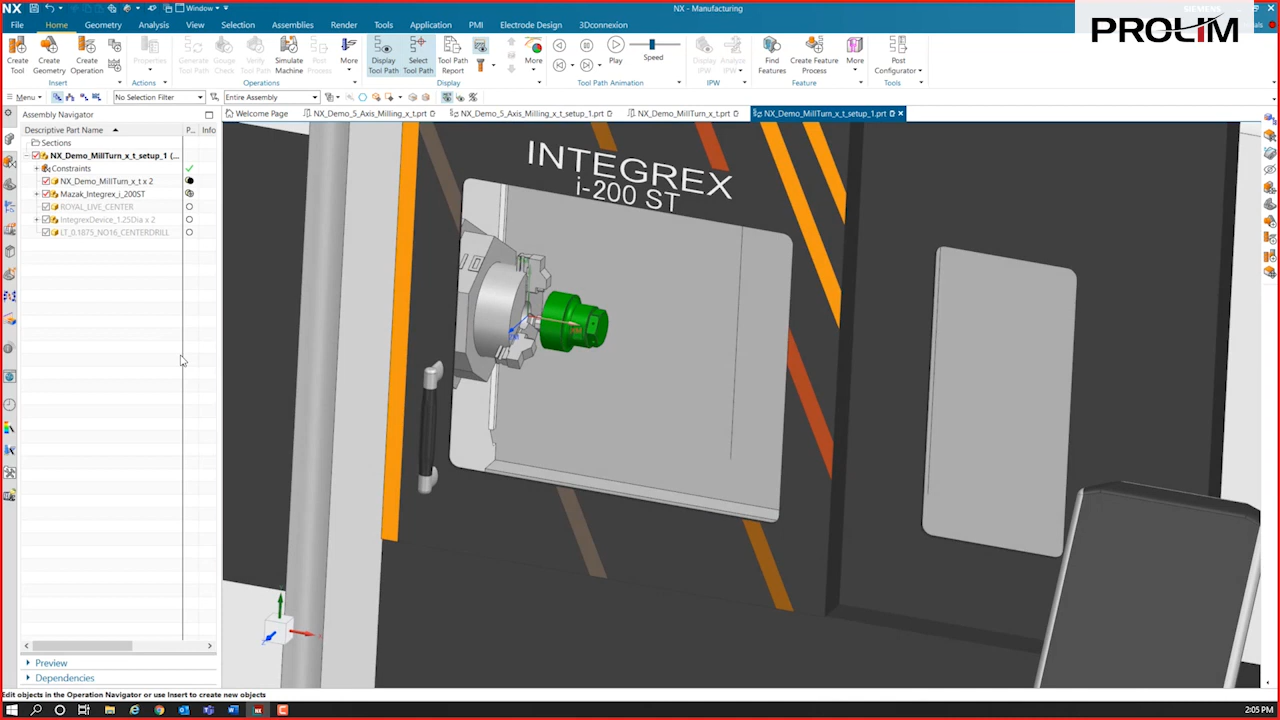 NX
Window
NX - Manufacturing
SIEMENS
File
Home
Geometry
Analysis
View
Selection
Assemblies
Render
Tools
Application
PMI
Electrode Design
3Dconnexion
PROLIM
Create Tool
Create Geometry
Create Operation
Properties
Generate Tool Path
Gouge Check
Verify Tool Path
Simulate Machine
Post Process
More
Display Tool Path
Select Tool Path
Tool Path Report
More
Play
Speed
Display IPW
Analyze IPW
Find Features
Create Feature Process
More
Post Configurator
Insert
Actions
Operations
Display
Tool Path Animation
IPW
Feature
Tools
Menu
No Selection Filter
Entire Assembly
Assembly Navigator
Welcome Page
NX_Demo_5_Axis_Milling_x_t.prt
NX_Demo_5_Axis_Milling_x_t_setup_1.prt
NX_Demo_MillTurn_x_t.prt
NX_Demo_MillTurn_x_t_setup_1.prt
Descriptive Part Name
P...
Info
Sections
NX_Demo_MillTurn_x_t_setup_1 (...
Constraints
NX_Demo_MillTurn_x_t x 2
Mazak_Integrex_i_200ST
ROYAL_LIVE_CENTER
IntegrexDevice_1.25Dia x 2
LT_0.1875_NO16_CENTERDRILL
INTEGREX
i-200 ST
Preview
Dependencies
Edit objects in the Operation Navigator or use Insert to create new objects
2:05 PM